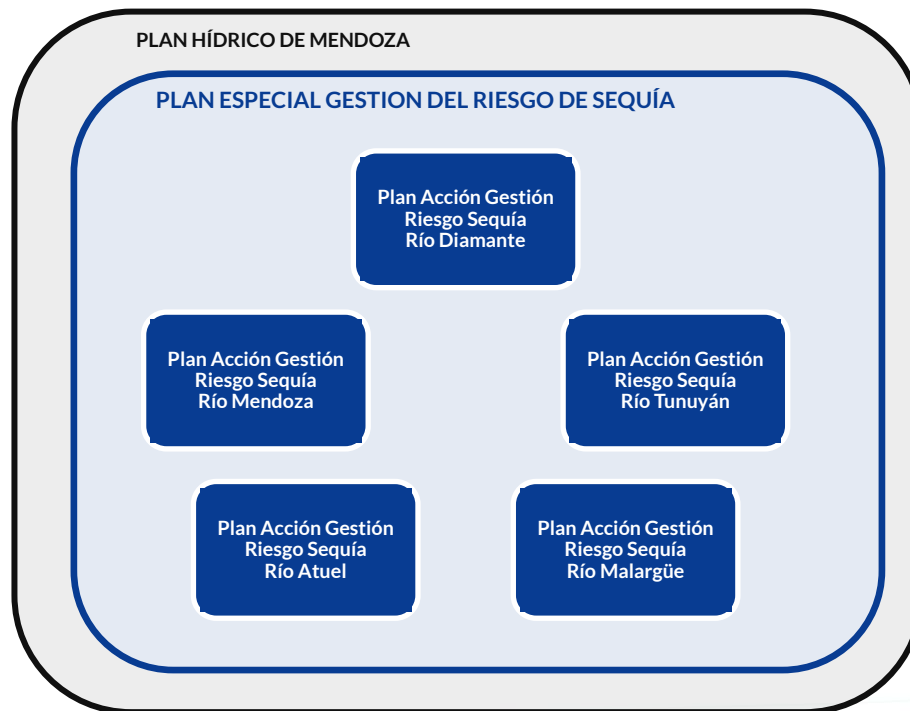 PLAN HÍDRICO DE MENDOZA
PLAN ESPECIAL GESTION DEL RIESGO DE SEQUÍA
Plan Acción Gestión
Riesgo Sequía
Río Diamante
Plan Acción Gestión
Riesgo Sequía
Río Mendoza
Plan Acción Gestión
Riesgo Sequía
Río Tunuyán
Plan Acción Gestión
Riesgo Sequía
Río Atuel
Plan Acción Gestión
Riesgo Sequía
Río Malargüe